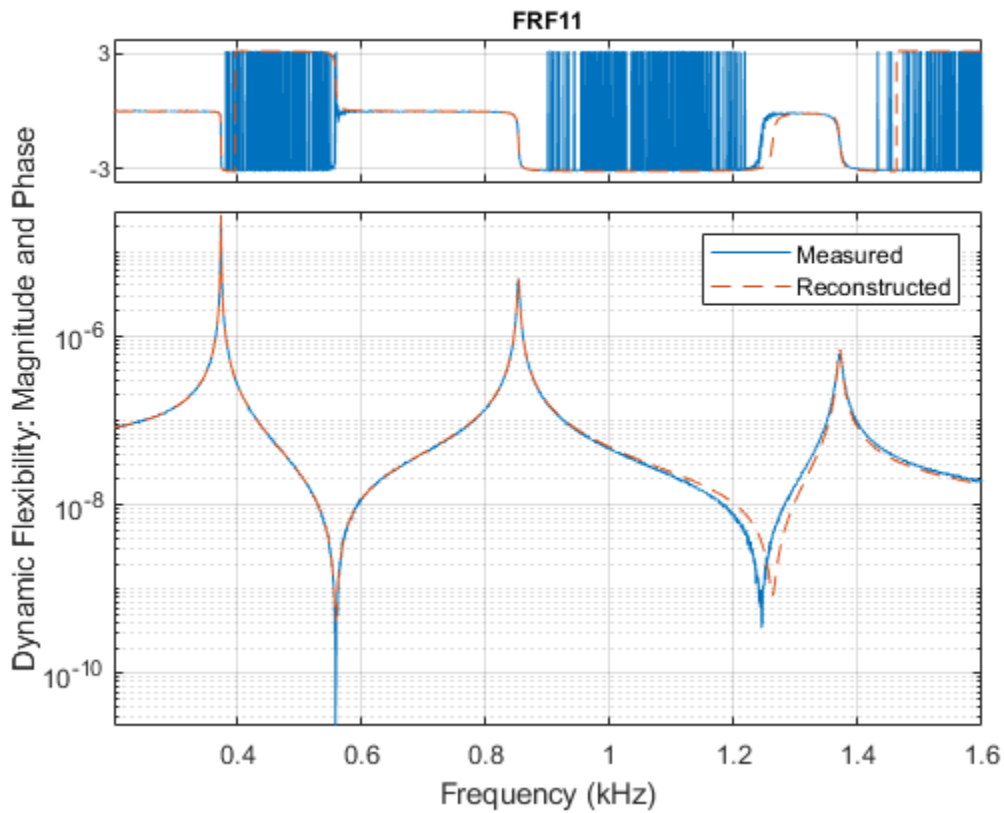 FRF11
3
-3
Dynamic Flexibility: Magnitude and Phase
Measured
Reconstructed
10^-6
10^-8
10^-10
0.4 0.6 0.8 1 1.2 1.4 1.6
Frequency (kHz)